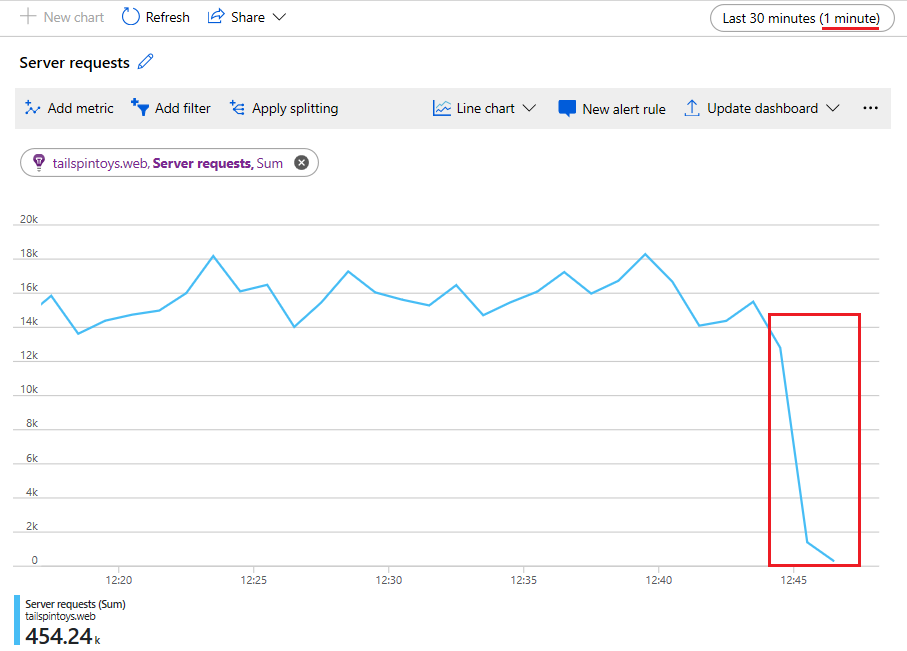 New chart Refresh Share Last 30 minutes (1 minute)
Server requests
Add metric Add filter Apply splitting Line chart New alert rule Update dashboard ...
tailspintoys.web, Server requests, Sum
20k
18k
16k
14k
12k
10k
8k
6k
4k
2k
0
12:20 12:25 12:30 12:35 12:40 12:45
Server requests (Sum)
tailspintoys.web
454.24 k